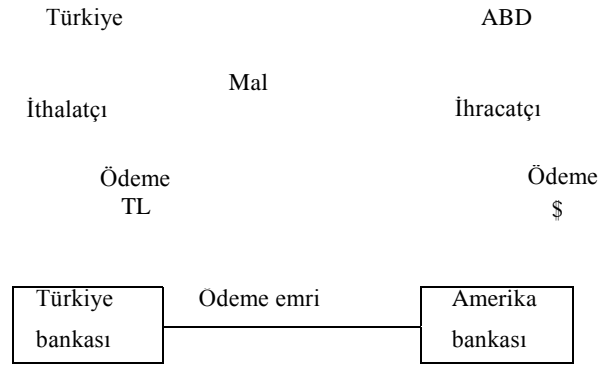 Türkiye ABD
Mal
İthalatçı İhracatçı
Ödeme Ödeme
TL $
Türkiye Ödeme emri Amerika
bankası bankası